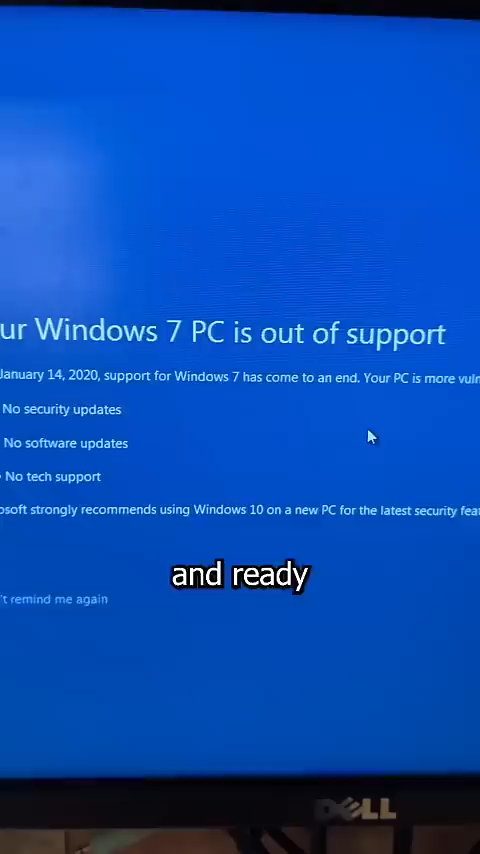 ur Windows 7 PC is out of support
January 14, 2020, support for Windows 7 has come to an end. Your PC is more vuln
No security updates
No software updates
• No tech support
osoft strongly recommends using Windows 10 on a new PC for the latest security fea
and ready
't remind me again
DELL